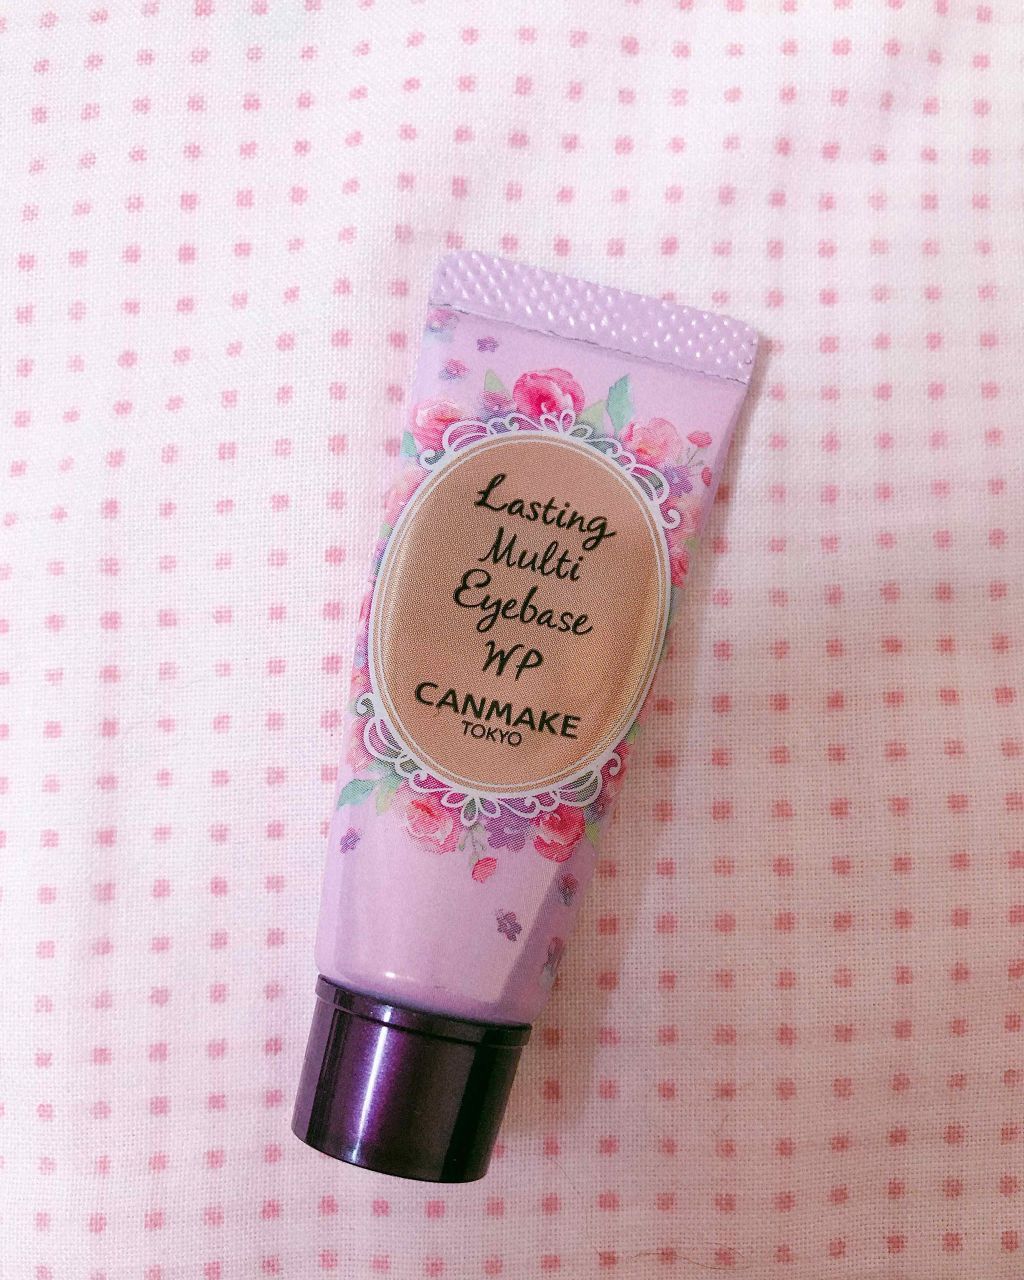 Lasting
Multi
Eyebase
WP
CANMAKE
TOKYO